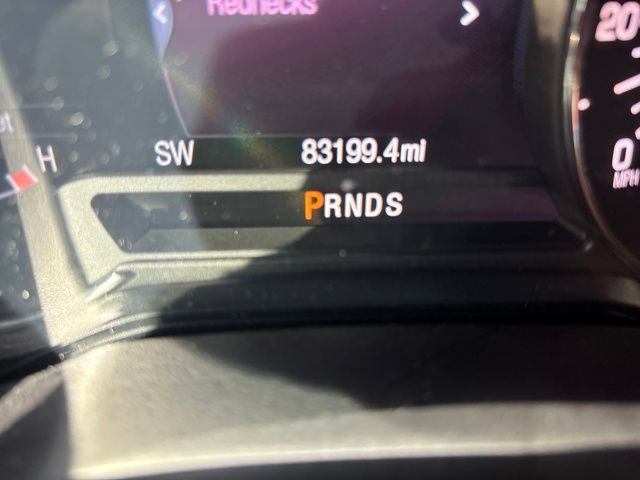 Rednecks
20
SW 83199.4mi
H
0
MPH
PRNDS